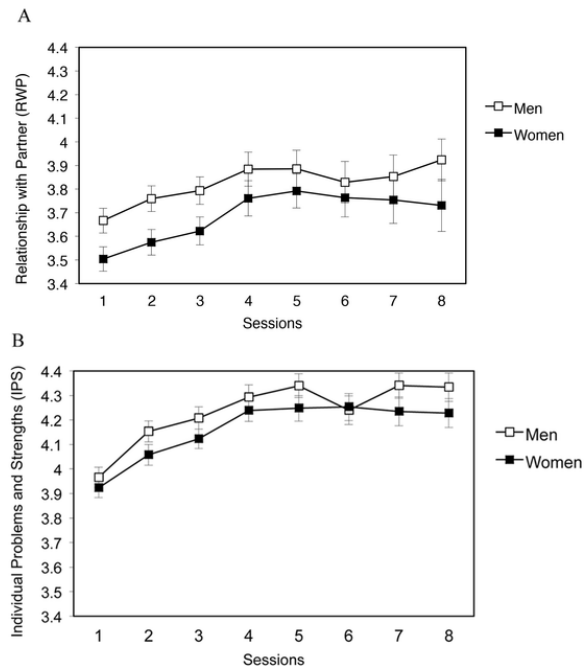 A
Relationship with Partner (RWP)
4.4
4.3
4.2
4.1
4
3.9
3.8
3.7
3.6
3.5
3.4
1 2 3 4 5 6 7 8
Sessions
Men
Women
B
Individual Problems and Strengths (IPS)
4.4
4.3
4.2
4.1
4
3.9
3.8
3.7
3.6
3.5
3.4
1 2 3 4 5 6 7 8
Sessions
Men
Women